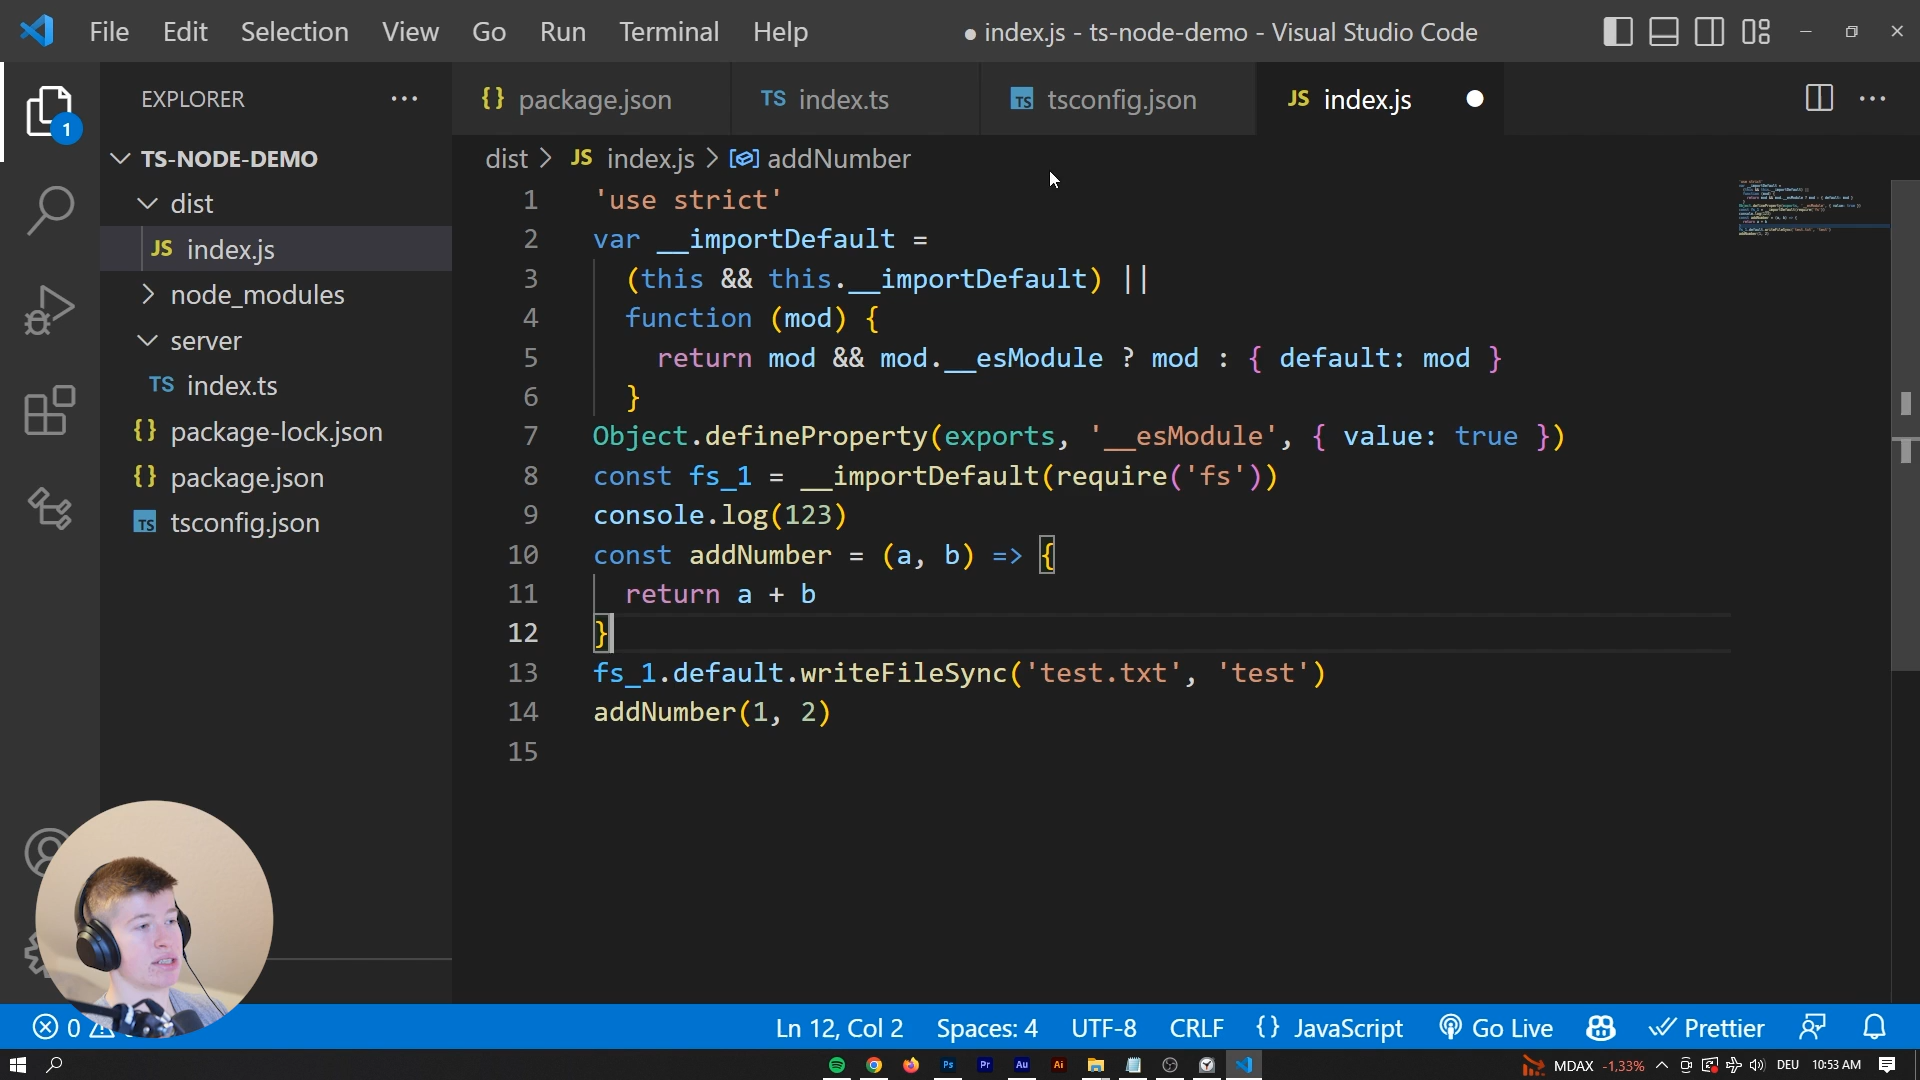 File Edit Selection View Go Run Terminal Help
● index.js - ts-node-demo - Visual Studio Code
EXPLORER
1
TS-NODE-DEMO
dist
JS index.js
node_modules
server
TS index.ts
{} package-lock.json
{} package.json
TS tsconfig.json
{} package.json
TS index.ts
TS tsconfig.json
JS index.js
dist > JS index.js > addNumber
1 'use strict'
2 var __importDefault =
3 (this && this.__importDefault) ||
4 function (mod) {
5 return mod && mod.__esModule ? mod : { default: mod }
6 }
7 Object.defineProperty(exports, '__esModule', { value: true })
8 const fs_1 = __importDefault(require('fs'))
9 console.log(123)
10 const addNumber = (a, b) => {
11 return a + b
12 }
13 fs_1.default.writeFileSync('test.txt', 'test')
14 addNumber(1, 2)
15
0
Ln 12, Col 2 Spaces: 4 UTF-8 CRLF {} JavaScript Go Live Prettier
Ps Pr Au Ai
MDAX -1,33% DEU 10:53 AM